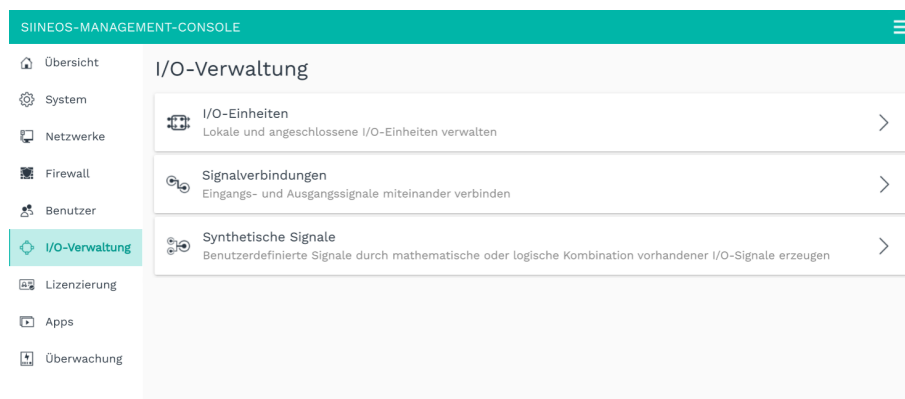 SIINEOS-MANAGEMENT-CONSOLE
Übersicht
System
Netzwerke
Firewall
Benutzer
I/O-Verwaltung
Lizenzierung
Apps
Überwachung
I/O-Verwaltung
I/O-Einheiten
Lokale und angeschlossene I/O-Einheiten verwalten
Signalverbindungen
Eingangs- und Ausgangssignale miteinander verbinden
Synthetische Signale
Benutzerdefinierte Signale durch mathematische oder logische Kombination vorhandener I/O-Signale erzeugen